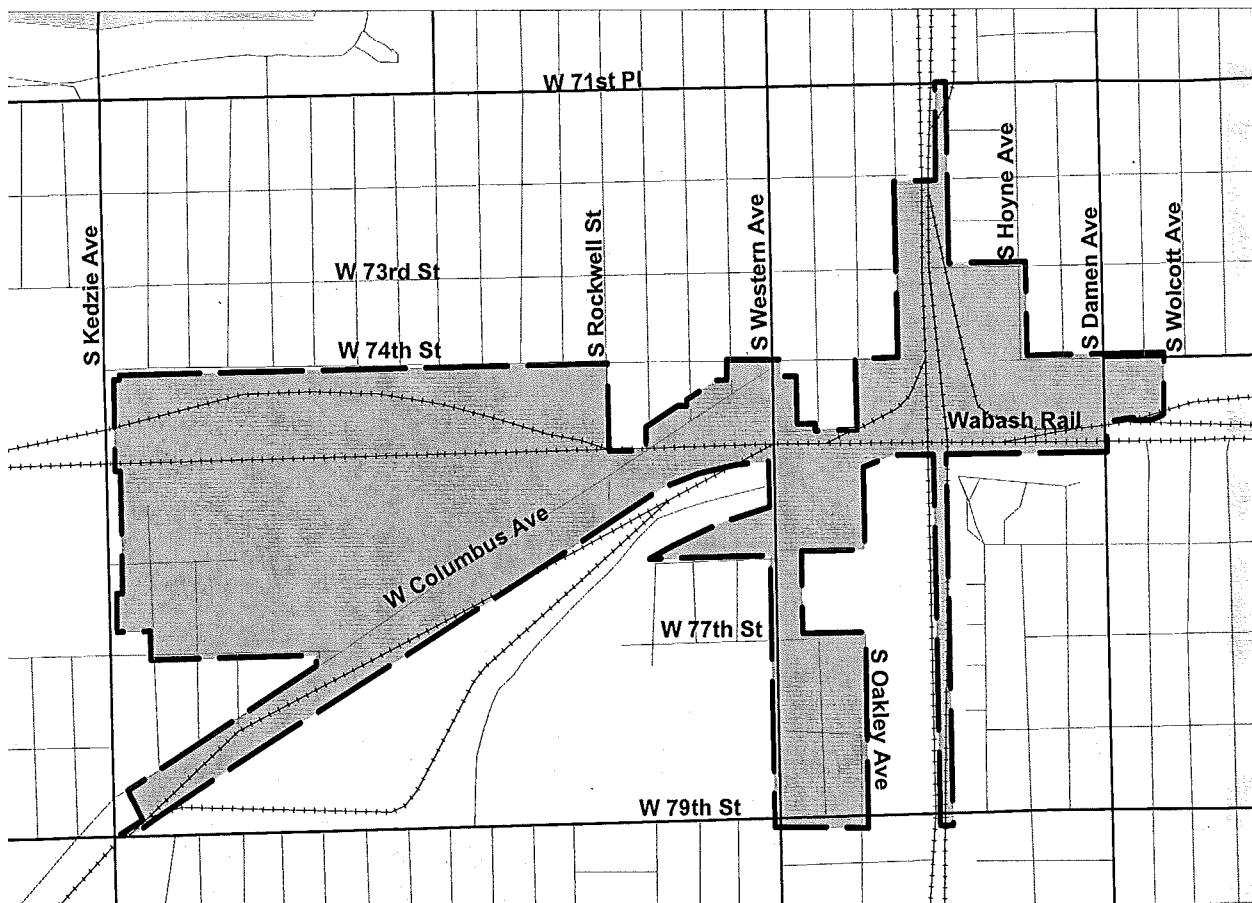 W 71st Pl
S Kedzie Ave
W 73rd St
W 74th St
S Rockwell St
S Western Ave
S Hoyne Ave
S Damen Ave
S Wolcott Ave
Wabash Rail
W Columbus Ave
W 77th St
S Oakley Ave
W 79th St